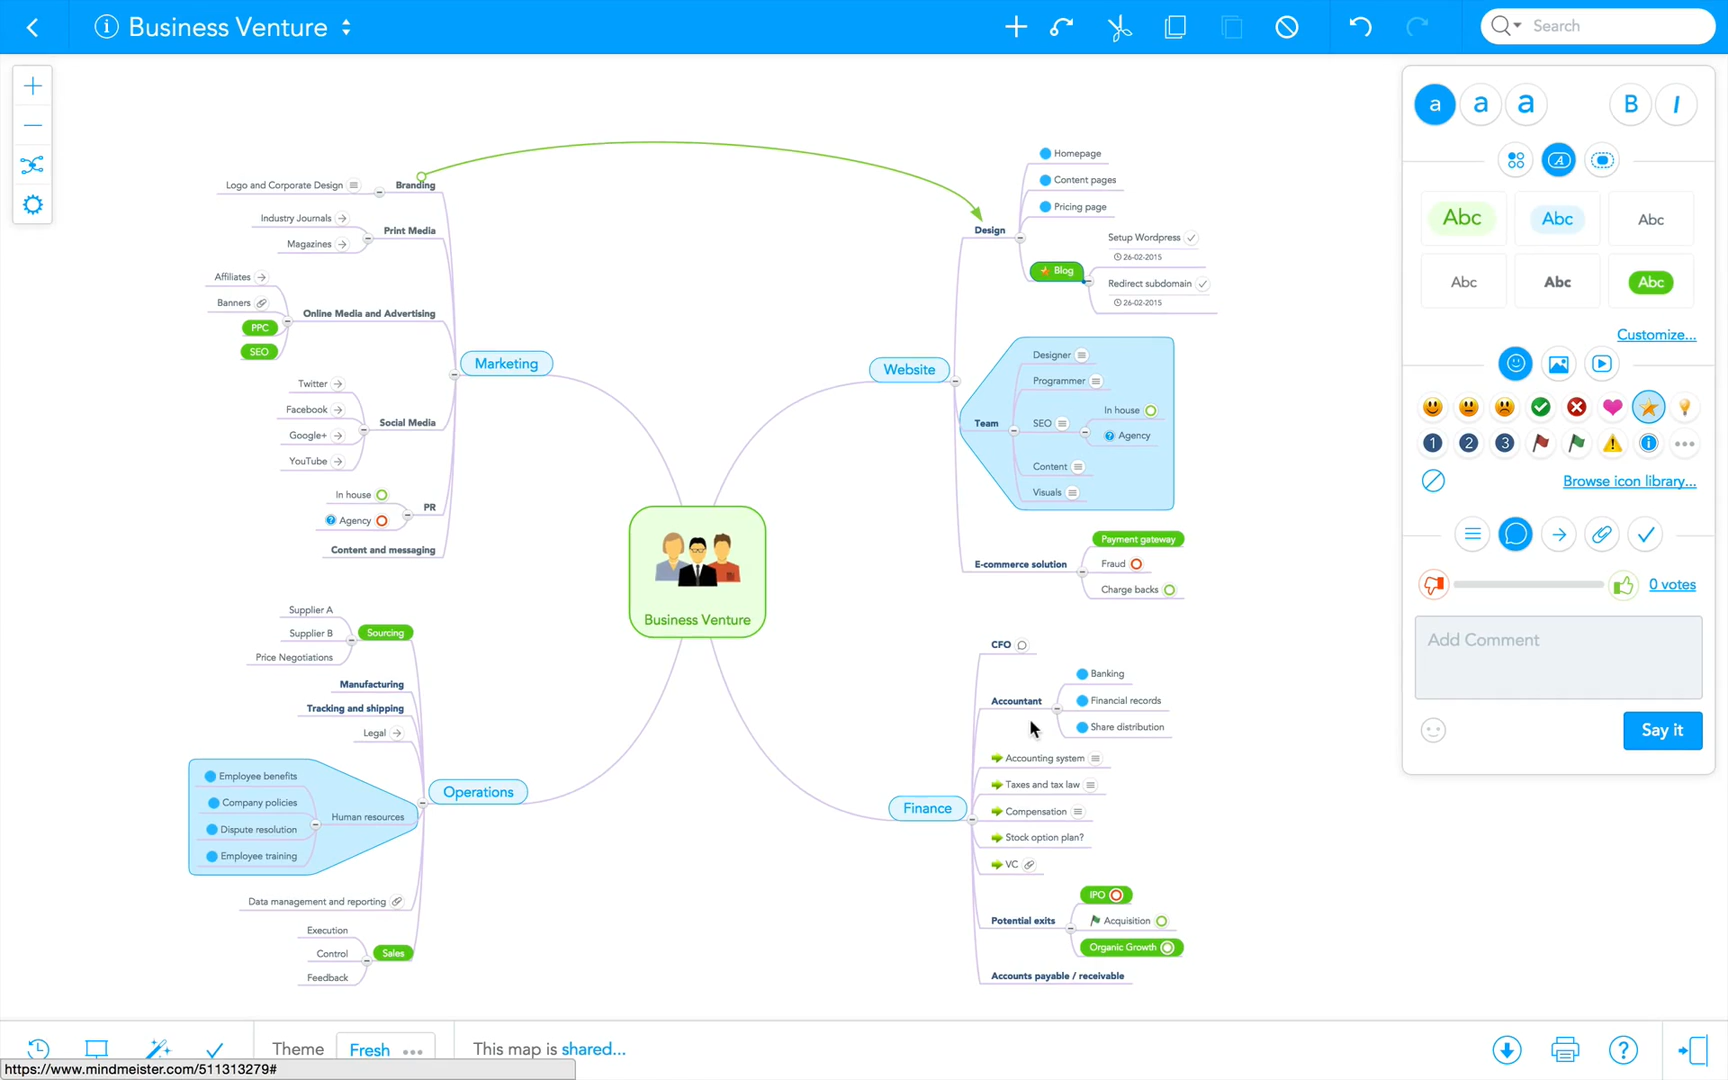 Business Venture
Search
Logo and Corporate Design
Branding
Industry Journals
Print Media
Magazines
Affiliates
Banners
Online Media and Advertising
PPC
SEO
Marketing
Twitter
Facebook
Social Media
Google+
YouTube
In house
PR
Agency
Content and messaging
Homepage
Content pages
Pricing page
Design
Setup Wordpress
26-02-2015
Blog
Redirect subdomain
26-02-2015
Website
Designer
Programmer
In house
Team
SEO
Agency
Content
Visuals
Payment gateway
E-commerce solution
Fraud
Charge backs
Business Venture
Supplier A
Supplier B
Sourcing
Price Negotiations
Manufacturing
Tracking and shipping
Legal
Operations
Employee benefits
Company policies
Human resources
Dispute resolution
Employee training
Data management and reporting
Execution
Control
Sales
Feedback
CFO
Banking
Accountant
Financial records
Share distribution
Accounting system
Taxes and tax law
Finance
Compensation
Stock option plan?
VC
IPO
Potential exits
Acquisition
Organic Growth
Accounts payable / receivable
a a a B I
A
Abc Abc Abc
Abc Abc Abc
Customize...
1 2 3
Browse icon library...
0 votes
Add Comment
Say it
Theme Fresh
This map is shared...
https://www.mindmeister.com/511313279#